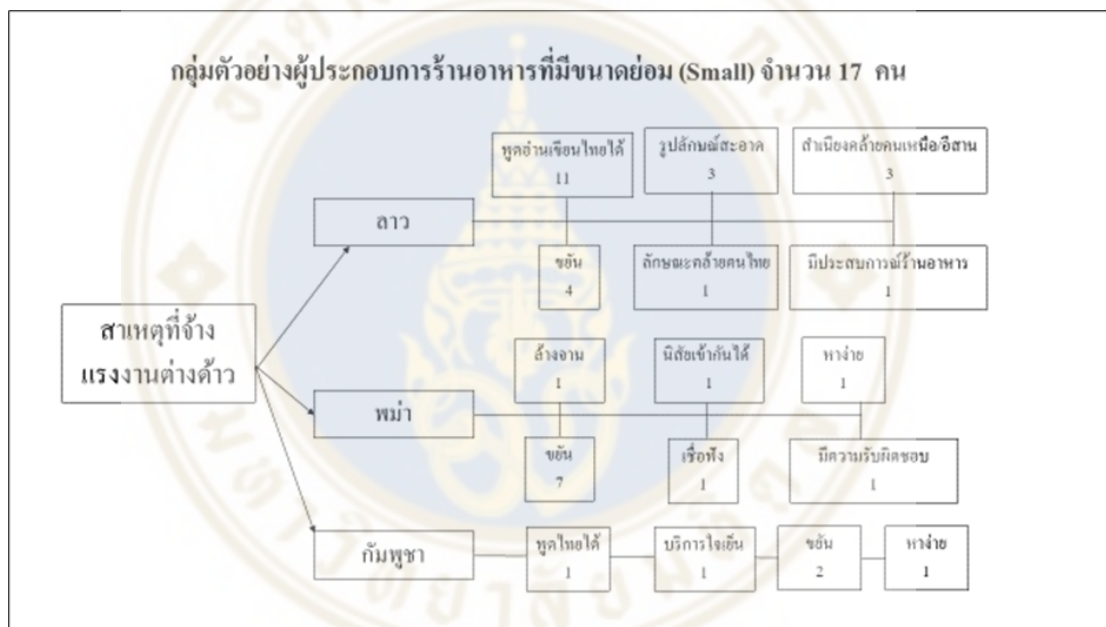 กลุ่มตัวอย่างผู้ประกอบการร้านอาหารที่มีขนาดย่อม (Small) จำนวน 17 คน
พูดอ่านเขียนไทยได้
11
รูปลักษณ์สะอาด
3
สำเนียงคล้ายคนเหนือ/อีสาน
3
ลาว
ขยัน
4
ลักษณะคล้ายคนไทย
1
มีประสบการณ์ร้านอาหาร
1
สาเหตุที่จ้าง
แรงงานต่างด้าว
ล้างจาน
1
นิสัยเข้ากันได้
1
หาง่าย
1
พม่า
ขยัน
7
เชื่อฟัง
1
มีความรับผิดชอบ
1
กัมพูชา
พูดไทยได้
1
บริการใจเย็น
1
ขยัน
2
หาง่าย
1